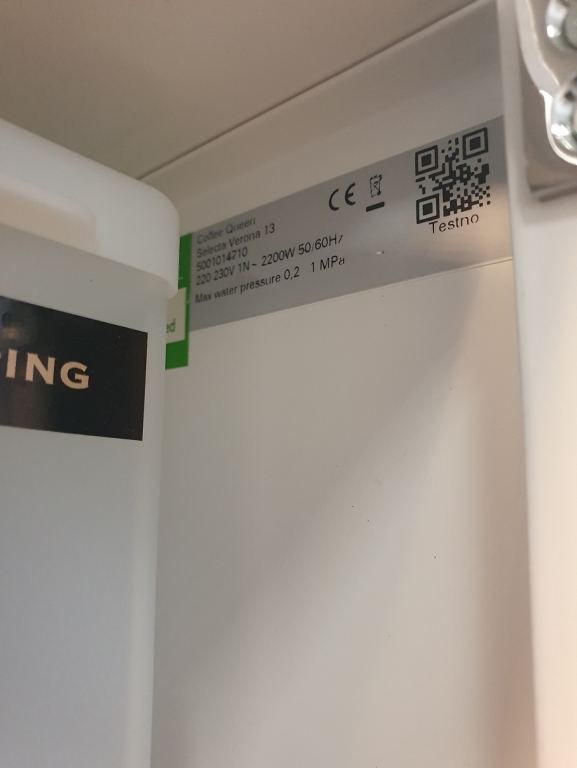 Coffee Queen
Selecta Verona 13
5001014710
220 230V 1N~ 2200W 50/60Hz
Max water pressure 0,2 1 MPa
CE
Testno
ed
ING